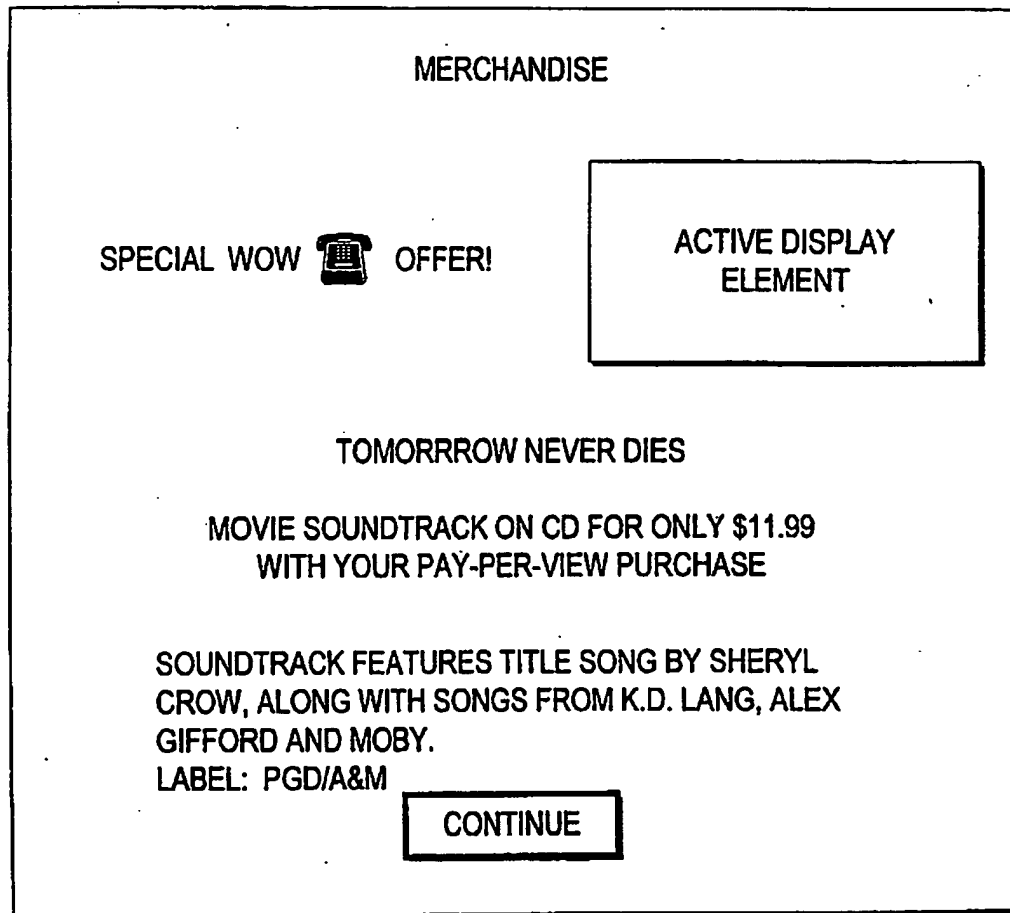 MERCHANDISE
SPECIAL WOW OFFER!
ACTIVE DISPLAY
ELEMENT
TOMORRROW NEVER DIES
MOVIE SOUNDTRACK ON CD FOR ONLY $11.99
WITH YOUR PAY-PER-VIEW PURCHASE
SOUNDTRACK FEATURES TITLE SONG BY SHERYL
CROW, ALONG WITH SONGS FROM K.D. LANG, ALEX
GIFFORD AND MOBY.
LABEL: PGD/A&M
CONTINUE